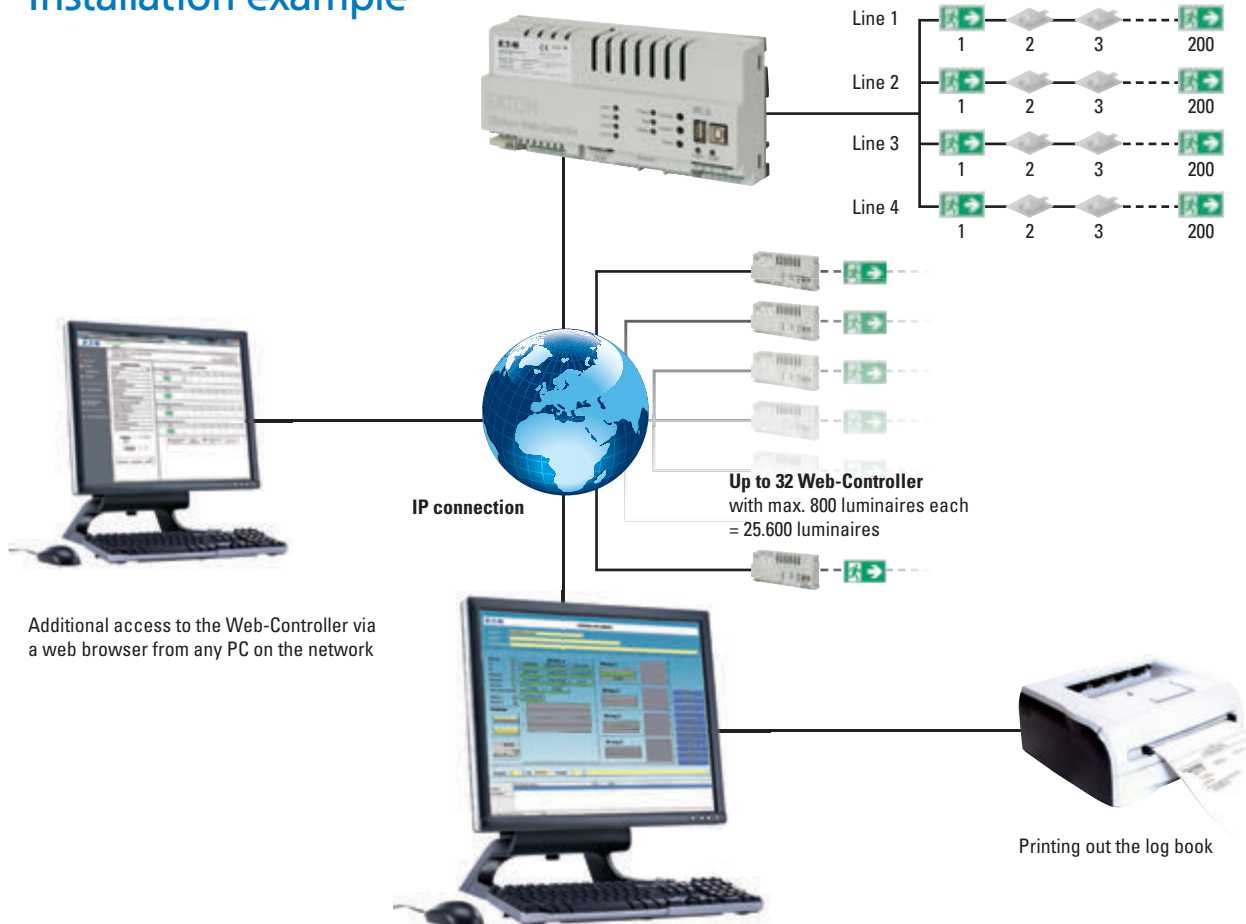 Installation example
Line 1
1 2 3 200
Line 2
1 2 3 200
Line 3
1 2 3 200
Line 4
1 2 3 200
EATON
EATON
IP connection
Up to 32 Web-Controller
with max. 800 luminaires each
= 25.600 luminaires
Additional access to the Web-Controller via
a web browser from any PC on the network
Printing out the log book